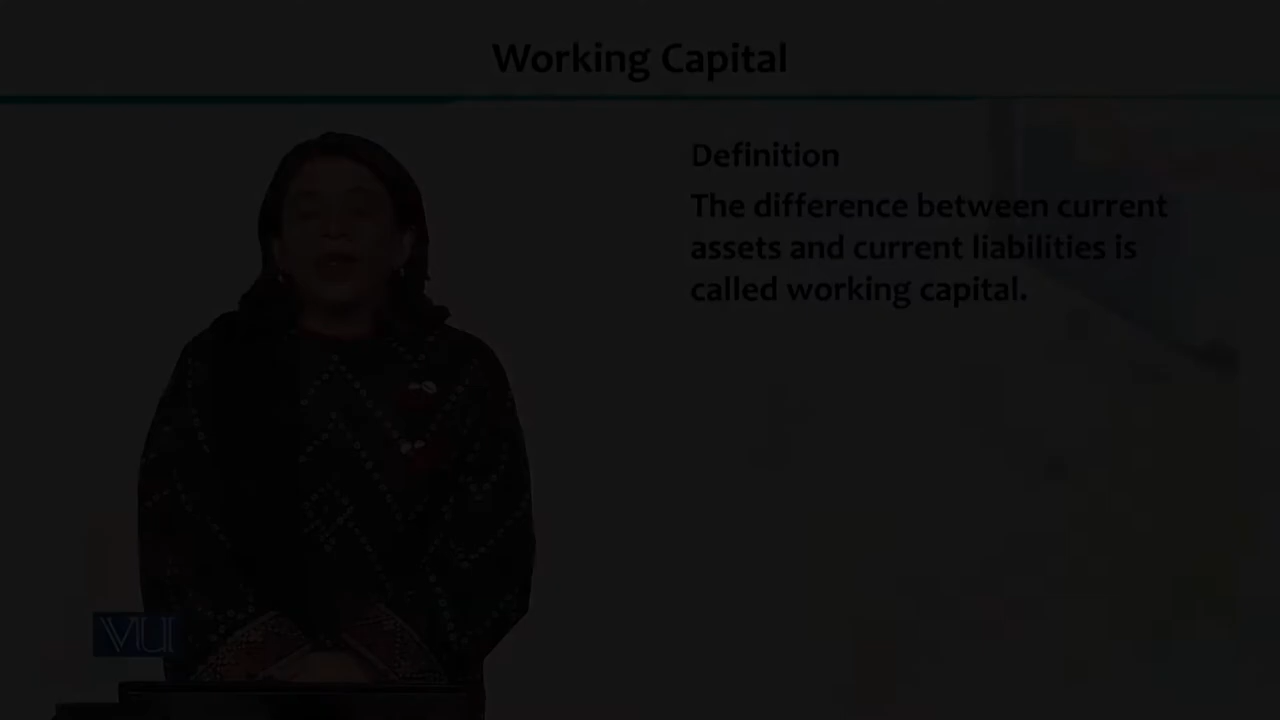 Working Capital
Definition
The difference between current
assets and current liabilities is
called working capital.
VU